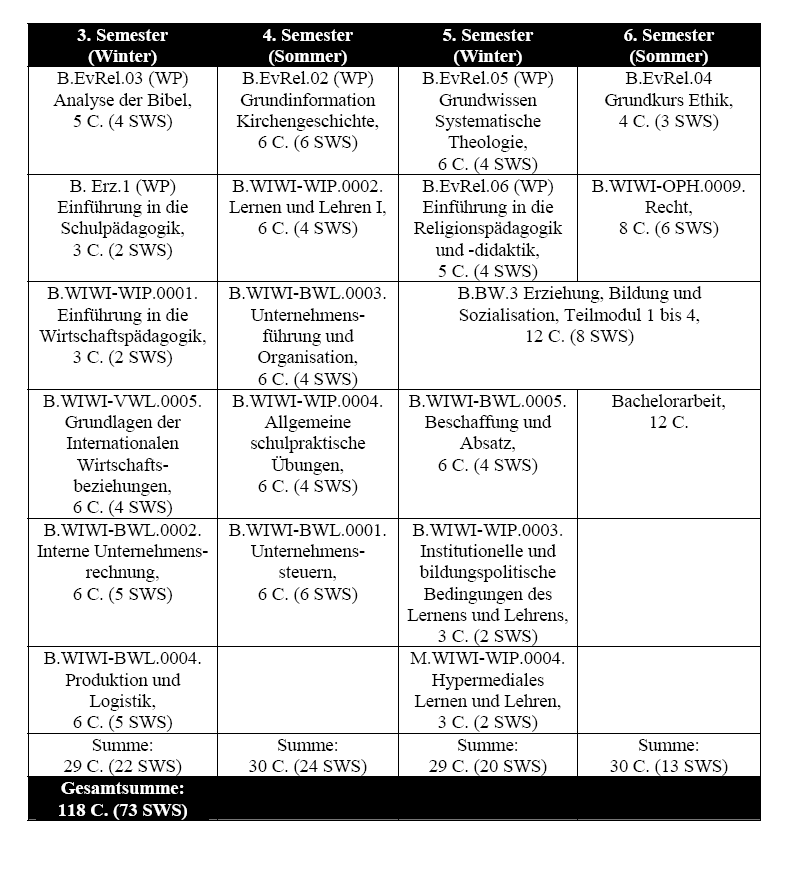 3. Semester
(Winter)
4. Semester
(Sommer)
5. Semester
(Winter)
6. Semester
(Sommer)
B.EvRel.03 (WP)
Analyse der Bibel,
5 C. (4 SWS)
B.EvRel.02 (WP)
Grundinformation
Kirchengeschichte,
6 C. (6 SWS)
B.EvRel.05 (WP)
Grundwissen
Systematische
Theologie,
6 C. (4 SWS)
B.EvRel.04
Grundkurs Ethik,
4 C. (3 SWS)
B. Erz.1 (WP)
Einführung in die
Schulpädagogik,
3 C. (2 SWS)
B.WIWI-WIP.0002.
Lernen und Lehren I,
6 C. (4 SWS)
B.EvRel.06 (WP)
Einführung in die
Religionspädagogik
und -didaktik,
5 C. (4 SWS)
B.WIWI-OPH.0009.
Recht,
8 C. (6 SWS)
B.WIWI-WIP.0001.
Einführung in die
Wirtschaftspädagogik,
3 C. (2 SWS)
B.WIWI-BWL.0003.
Unternehmens-
führung und
Organisation,
6 C. (4 SWS)
B.BW.3 Erziehung, Bildung und
Sozialisation, Teilmodul 1 bis 4,
12 C. (8 SWS)
B.WIWI-VWL.0005.
Grundlagen der
Internationalen
Wirtschafts-
beziehungen,
6 C. (4 SWS)
B.WIWI-WIP.0004.
Allgemeine
schulpraktische
Übungen,
6 C. (4 SWS)
B.WIWI-BWL.0005.
Beschaffung und
Absatz,
6 C. (4 SWS)
Bachelorarbeit,
12 C.
B.WIWI-BWL.0002.
Interne Unternehmens-
rechnung,
6 C. (5 SWS)
B.WIWI-BWL.0001.
Unternehmens-
steuern,
6 C. (6 SWS)
B.WIWI-WIP.0003.
Institutionelle und
bildungspolitische
Bedingungen des
Lernens und Lehrens,
3 C. (2 SWS)
B.WIWI-BWL.0004.
Produktion und
Logistik,
6 C. (5 SWS)
M.WIWI-WIP.0004.
Hypermediales
Lernen und Lehren,
3 C. (2 SWS)
Summe:
29 C. (22 SWS)
Summe:
30 C. (24 SWS)
Summe:
29 C. (20 SWS)
Summe:
30 C. (13 SWS)
Gesamtsumme:
118 C. (73 SWS)